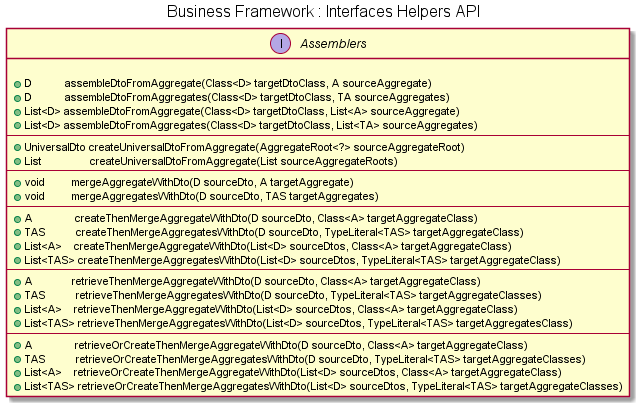 Business Framework : Interfaces Helpers API
I Assemblers
D assembleDtoFromAggregate(Class<D> targetDtoClass, A sourceAggregate)
D assembleDtoFromAggregates(Class<D> targetDtoClass, TA sourceAggregates)
List<D> assembleDtoFromAggregate(Class<D> targetDtoClass, List<A> sourceAggregate)
List<D> assembleDtoFromAggregates(Class<D> targetDtoClass, List<TA> sourceAggregates)
UniversalDto createUniversalDtoFromAggregate(AggregateRoot<?> sourceAggregateRoot)
List createUniversalDtoFromAggregate(List sourceAggregateRoots)
void mergeAggregateWithDto(D sourceDto, A targetAggregate)
void mergeAggregatesWithDto(D sourceDto, TAS targetAggregates)
A createThenMergeAggregateWithDto(D sourceDto, Class<A> targetAggregateClass)
TAS createThenMergeAggregatesWithDto(D sourceDto, TypeLiteral<TAS> targetAggregateClass)
List<A> createThenMergeAggregateWithDto(List<D> sourceDtos, Class<A> targetAggregateClass)
List<TAS> createThenMergeAggregatesWithDto(List<D> sourceDtos, TypeLiteral<TAS> targetAggregateClass)
A retrieveThenMergeAggregateWithDto(D sourceDto, Class<A> targetAggregateClass)
TAS retrieveThenMergeAggregatesWithDto(D sourceDto, TypeLiteral<TAS> targetAggregateClasses)
List<A> retrieveThenMergeAggregateWithDto(List<D> sourceDtos, Class<A> targetAggregateClass)
List<TAS> retrieveThenMergeAggregatesWithDto(List<D> sourceDtos, TypeLiteral<TAS> targetAggregatesClass)
A retrieveOrCreateThenMergeAggregateWithDto(D sourceDto, Class<A> targetAggregateClass)
TAS retrieveOrCreateThenMergeAggregatesWithDto(D sourceDto, TypeLiteral<TAS> targetAggregateClasses)
List<A> retrieveOrCreateThenMergeAggregateWithDto(List<D> sourceDtos, Class<A> targetAggregateClass)
List<TAS> retrieveOrCreateThenMergeAggregatesWithDto(List<D> sourceDtos, TypeLiteral<TAS> targetAggregateClasses)